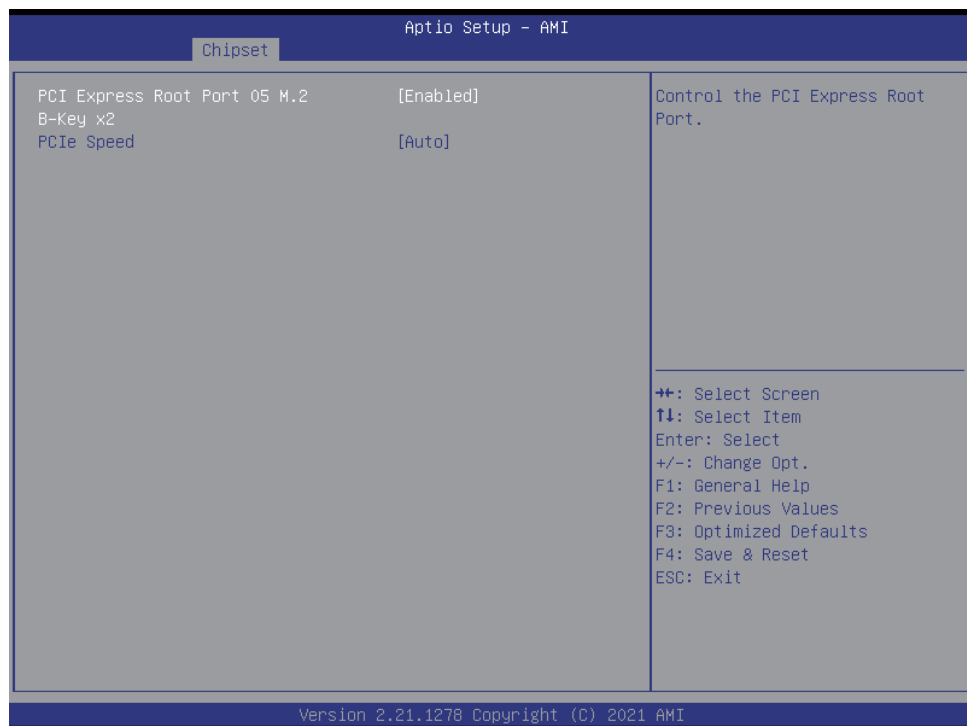 Aptio Setup – AMI
Chipset
PCI Express Root Port 05 M.2 [Enabled]
B-Key x2
PCIe Speed [Auto]
Control the PCI Express Root
Port.
→←: Select Screen
↑↓: Select Item
Enter: Select
+/-: Change Opt.
F1: General Help
F2: Previous Values
F3: Optimized Defaults
F4: Save & Reset
ESC: Exit
Version 2.21.1278 Copyright (C) 2021 AMI